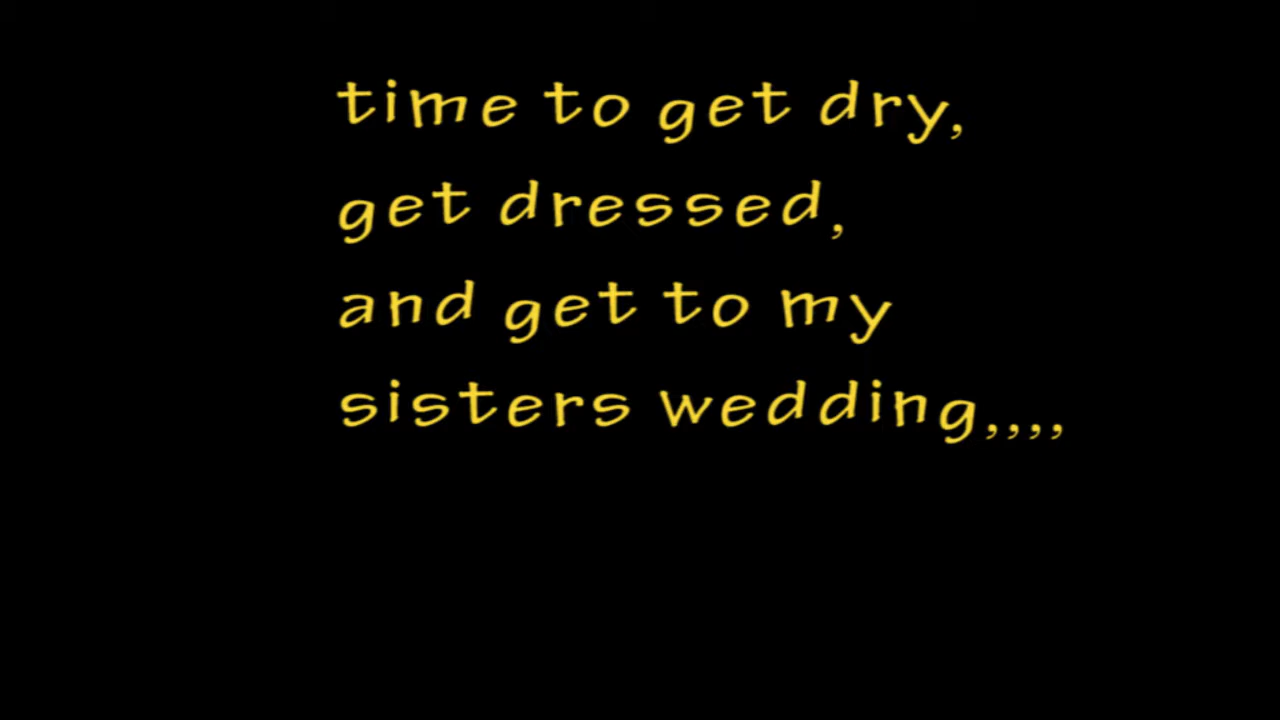 time to get dry,
get dressed,
and get to my
sisters wedding,,,,